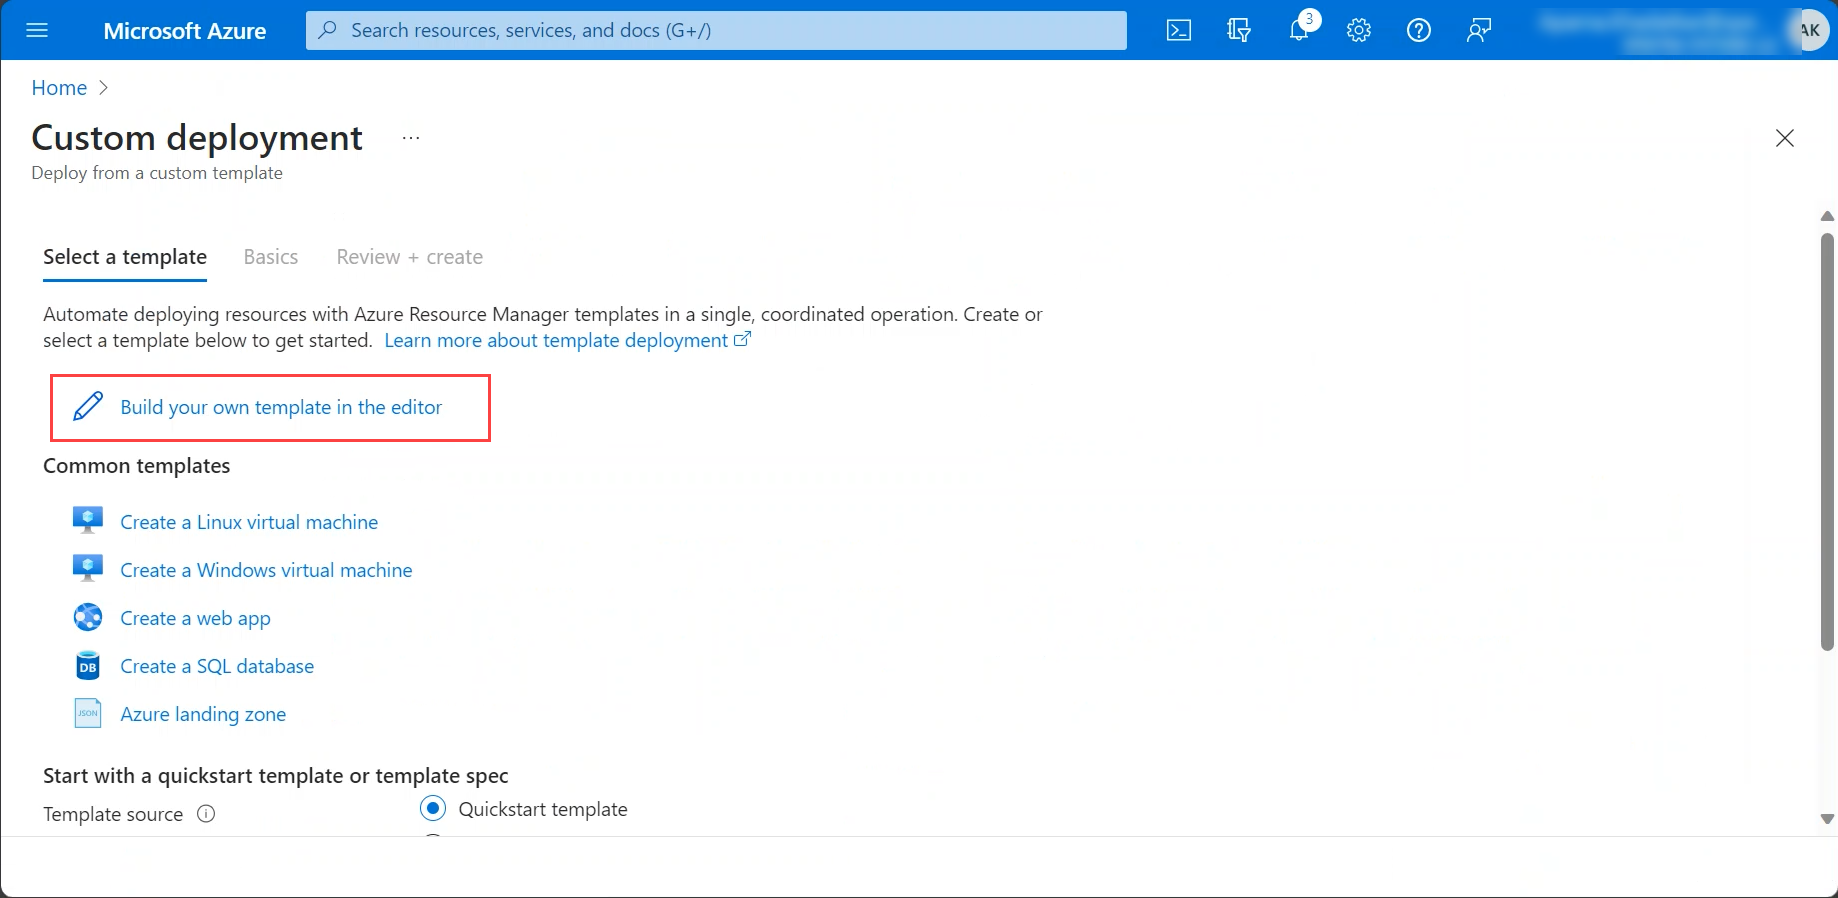 Microsoft Azure
Search resources, services, and docs (G+/)
3
AK
Home
Custom deployment ...
Deploy from a custom template
Select a template Basics Review + create
Automate deploying resources with Azure Resource Manager templates in a single, coordinated operation. Create or
select a template below to get started. Learn more about template deployment
Build your own template in the editor
Common templates
Create a Linux virtual machine
Create a Windows virtual machine
Create a web app
DB Create a SQL database
JSON Azure landing zone
Start with a quickstart template or template spec
Template source
Quickstart template